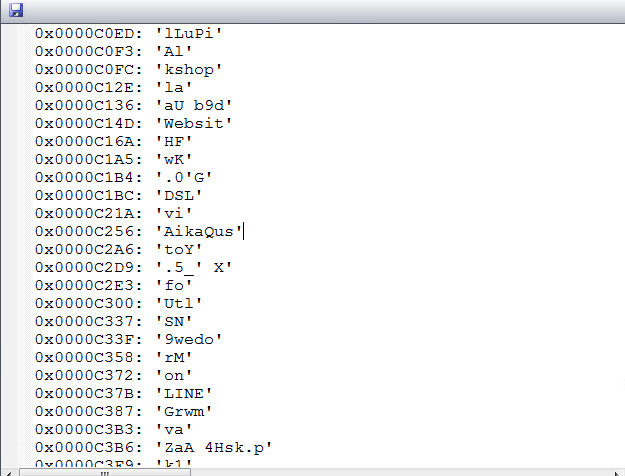 0x0000C0ED: 'lLuPi'
0x0000C0F3: 'Al'
0x0000C0FC: 'kshop'
0x0000C12E: 'la'
0x0000C136: 'aU b9d'
0x0000C14D: 'Websit'
0x0000C16A: 'HF'
0x0000C1A5: 'wK'
0x0000C1B4: '.0'G'
0x0000C1BC: 'DSL'
0x0000C21A: 'vi'
0x0000C256: 'AikaQus'
0x0000C2A6: 'toY'
0x0000C2D9: '.5_' X'
0x0000C2E3: 'fo'
0x0000C300: 'Utl'
0x0000C337: 'SN'
0x0000C33F: '9wedo'
0x0000C358: 'rM'
0x0000C372: 'on'
0x0000C37B: 'LINE'
0x0000C387: 'Grwm'
0x0000C3B3: 'va'
0x0000C3B6: 'ZaA 4Hsk.p'